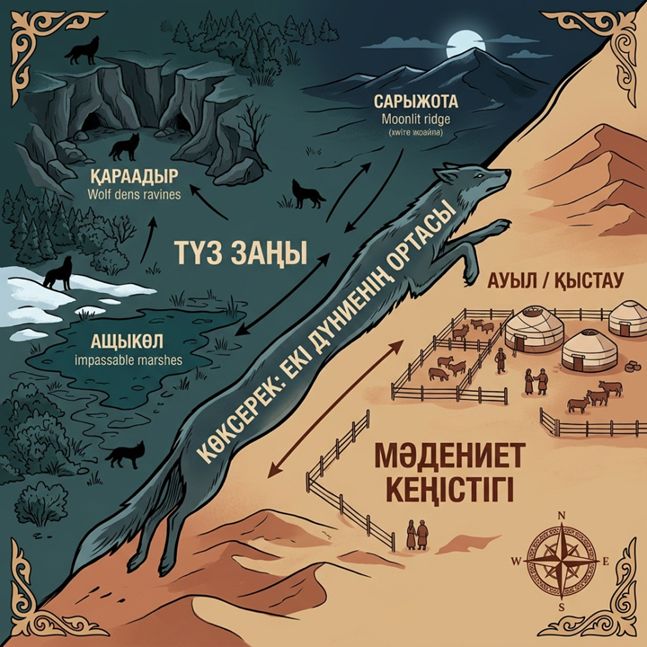 САРЫЖОТА
Moonlit ridge
ҚАРААДЫР
Wolf dens ravines
ТҮЗ ЗАҢЫ
АУЫЛ / ҚЫСТАУ
АЩЫКӨЛ
impassable marshes
КӨКСЕРЕК: ЕКІ ДҮНИЕНІҢ ОРТАСЫ
МӘДЕНИЕТ
КЕҢІСТІГІ
N
W E
S